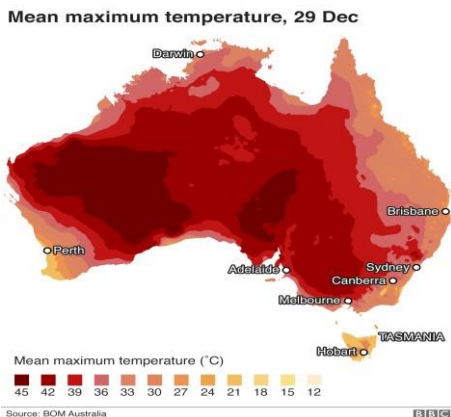 Mean maximum temperature, 29 Dec
Darwin
Brisbane
Perth
Adelaide
Sydney
Canberra
Melbourne
TASMANIA
Hobart
Mean maximum temperature (°C)
45 42 39 36 33 30 27 24 21 18 15 12
Source: BOM Australia
BBC